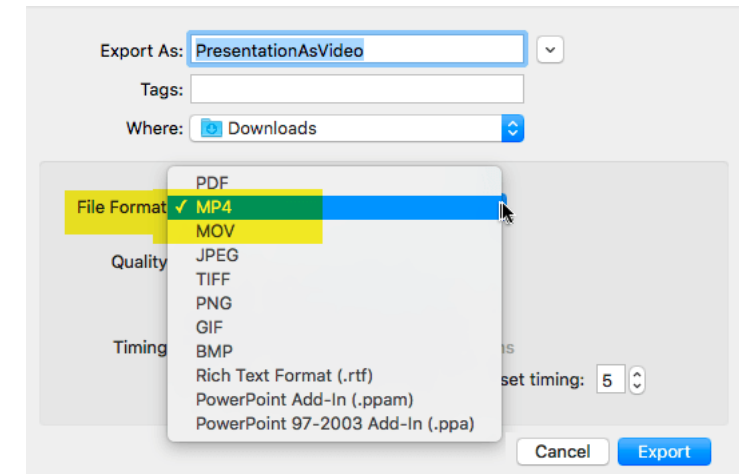 Export As: PresentationAsVideo
Tags:
Where: Downloads
PDF
File Format ✓ MP4
MOV
Quality JPEG
TIFF
PNG
GIF
Timing BMP
Rich Text Format (.rtf)
set timing: 5
PowerPoint Add-In (.ppam)
PowerPoint 97-2003 Add-In (.ppa)
Cancel Export